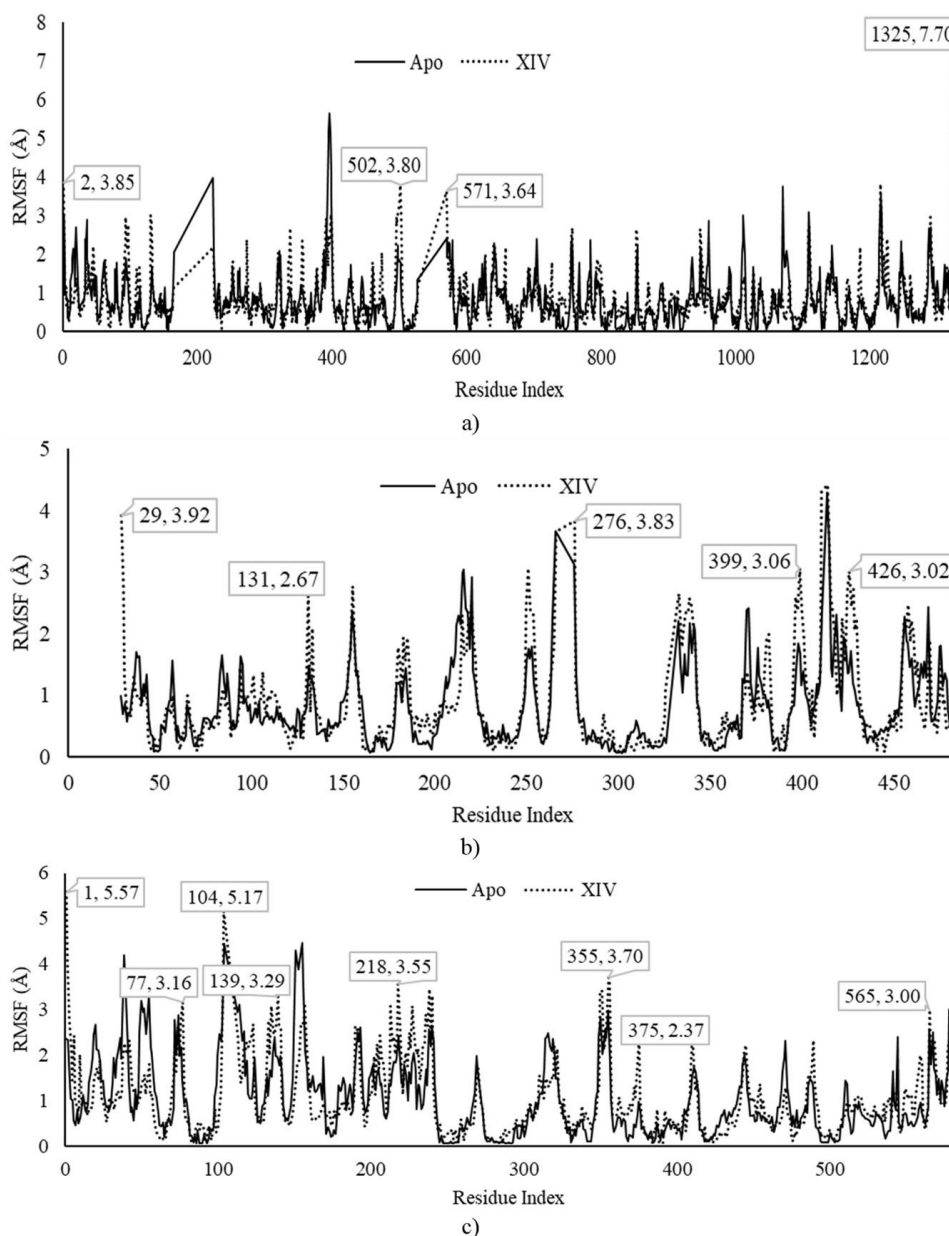 8
1325, 7.70
7
Apo XIV
6
5
502, 3.80
4
2, 3.85
571, 3.64
3
2
1
0
RMSF (Å)
0 200 400 600 800 1000 1200
Residue Index
a)
5
Apo XIV
4
29, 3.92
276, 3.83
399, 3.06
426, 3.02
3
131, 2.67
2
1
0
RMSF (Å)
0 50 100 150 200 250 300 350 400 450
Residue Index
b)
6
1, 5.57
104, 5.17
Apo XIV
5
4
218, 3.55
355, 3.70
77, 3.16
139, 3.29
565, 3.00
3
375, 2.37
2
1
0
RMSF (Å)
0 100 200 300 400 500
Residue Index
c)